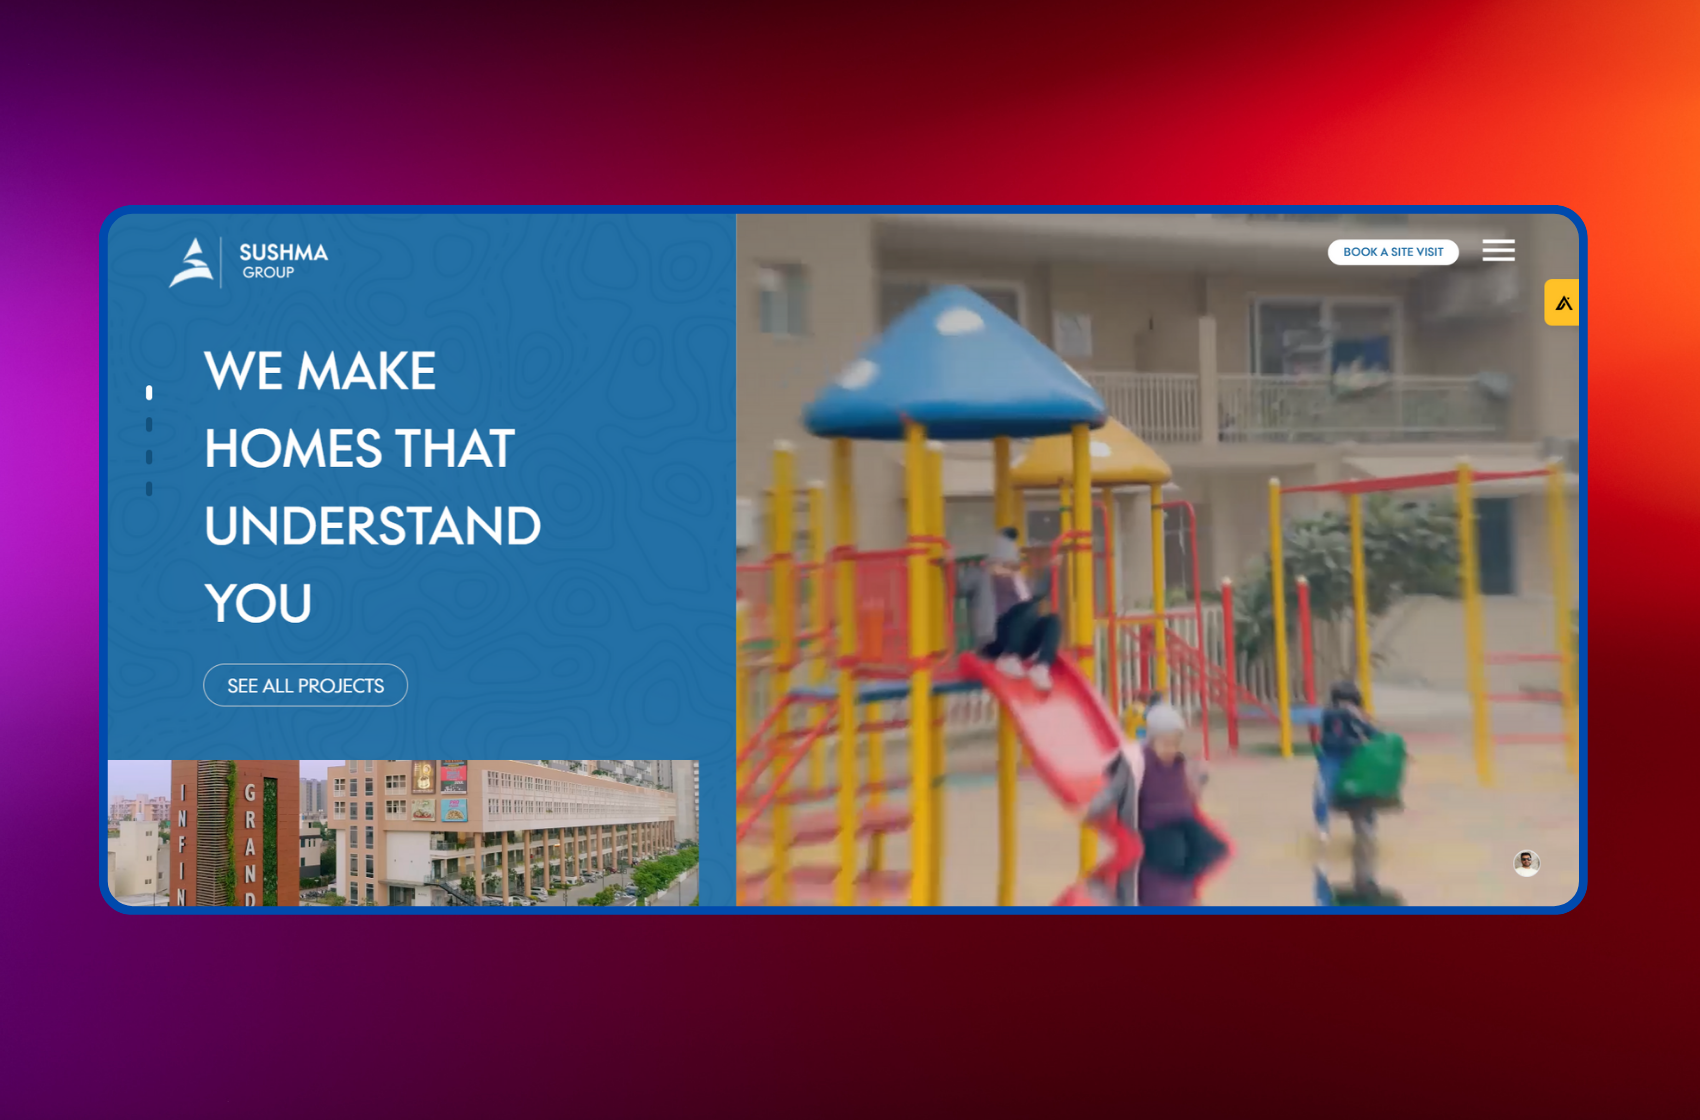 SUSHMA
GROUP
BOOK A SITE VISIT
WE MAKE
HOMES THAT
UNDERSTAND
YOU
SEE ALL PROJECTS
INFIN
GRAND